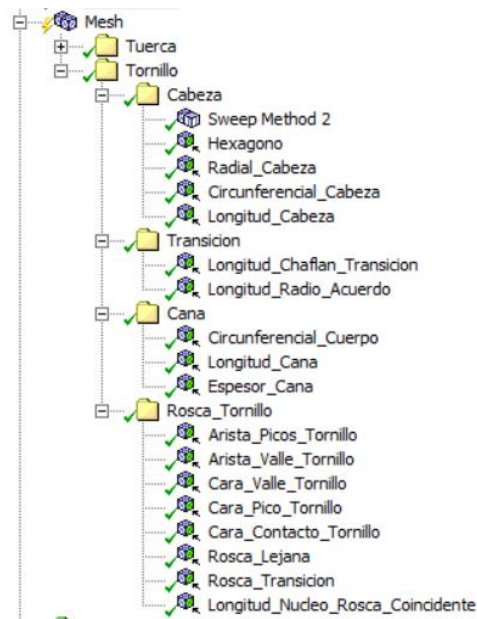 Mesh
Tuerca
Tornillo
Cabeza
Sweep Method 2
Hexagono
Radial_Cabeza
Circunferencial_Cabeza
Longitud_Cabeza
Transicion
Longitud_Chaflan_Transicion
Longitud_Radio_Acuerdo
Cana
Circunferencial_Cuerpo
Longitud_Cana
Espesor_Cana
Rosca_Tornillo
Arista_Picos_Tornillo
Arista_Valle_Tornillo
Cara_Valle_Tornillo
Cara_Pico_Tornillo
Cara_Contacto_Tornillo
Rosca_Lejana
Rosca_Transicion
Longitud_Nucleo_Rosca_Coincidente